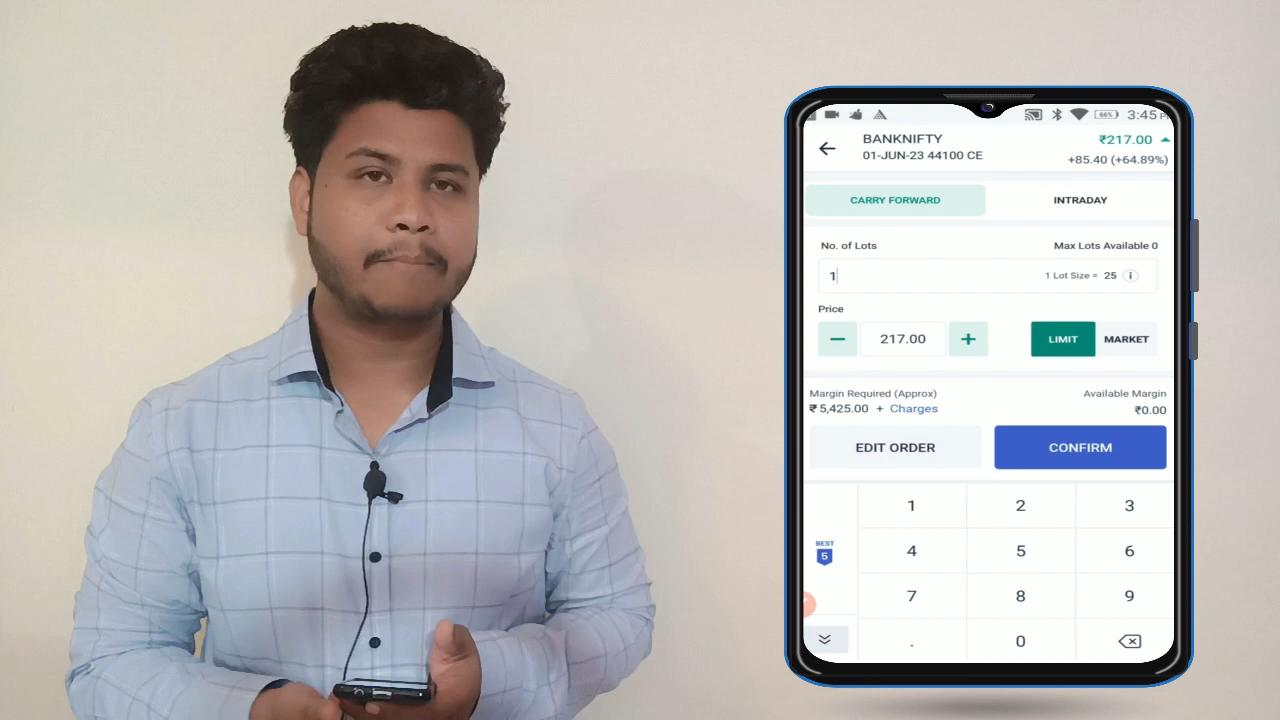 66% 3:45
BANKNIFTY ₹217.00
01-JUN-23 44100 CE +85.40 (+64.89%)
CARRY FORWARD INTRADAY
No. of Lots Max Lots Available 0
1 1 Lot Size = 25 i
Price
− 217.00 + LIMIT MARKET
Margin Required (Approx) Available Margin
₹ 5,425.00 + Charges ₹0.00
EDIT ORDER CONFIRM
1 2 3
BEST
5
4 5 6
7 8 9
. 0